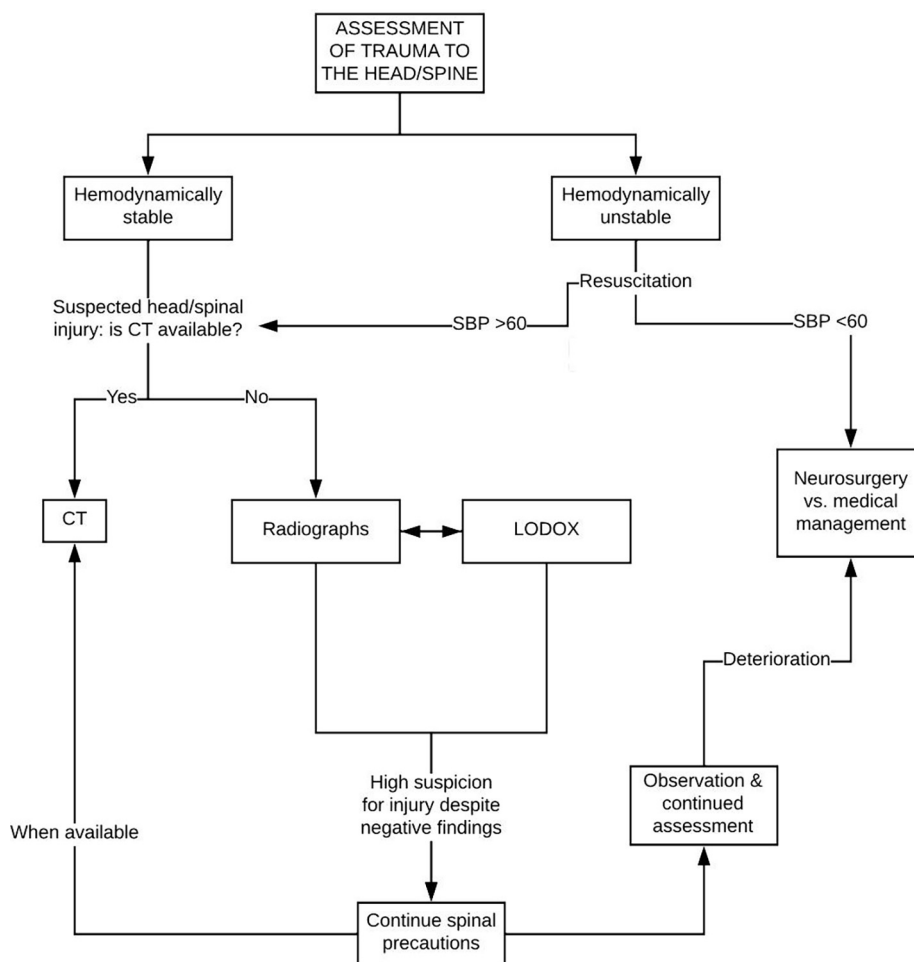 ASSESSMENT
OF TRAUMA TO
THE HEAD/SPINE
Hemodynamically
stable
Hemodynamically
unstable
Resuscitation
Suspected head/spinal
injury: is CT available?
SBP >60
SBP <60
Yes
No
CT
Radiographs
LODOX
Neurosurgery
vs. medical
management
Deterioration
High suspicion
for injury despite
negative findings
Observation &
continued
assessment
When available
Continue spinal
precautions